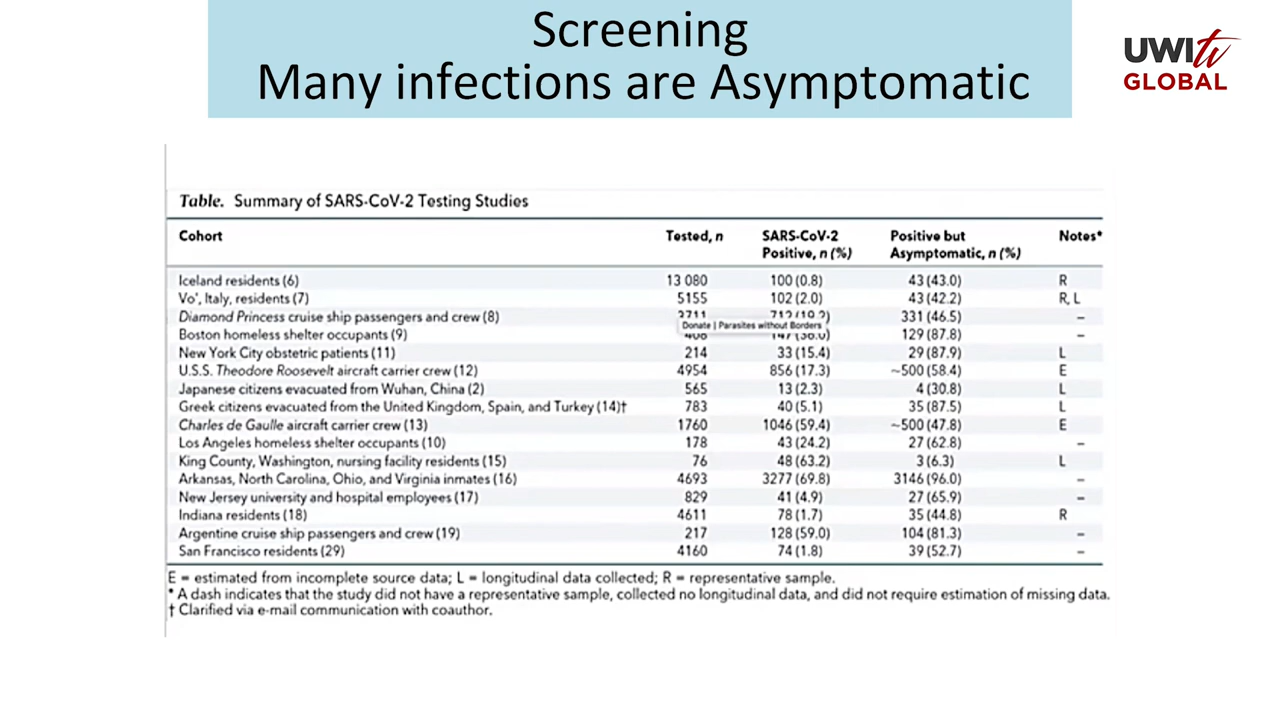 Screening
Many infections are Asymptomatic
UWItv
GLOBAL
Table. Summary of SARS-CoV-2 Testing Studies
Cohort Tested, n SARS-CoV-2 Positive, n (%) Positive but Asymptomatic, n (%) Notes*
Iceland residents (6) 13 080 100 (0.8) 43 (43.0) R
Vo', Italy, residents (7) 5155 102 (2.0) 43 (42.2) R, L
Diamond Princess cruise ship passengers and crew (8) 3711 712 (19.2) 331 (46.5) –
Donate | Parasites without Borders
Boston homeless shelter occupants (9) 408 147 (36.0) 129 (87.8) –
New York City obstetric patients (11) 214 33 (15.4) 29 (87.9) L
U.S.S. Theodore Roosevelt aircraft carrier crew (12) 4954 856 (17.3) ~500 (58.4) E
Japanese citizens evacuated from Wuhan, China (2) 565 13 (2.3) 4 (30.8) L
Greek citizens evacuated from the United Kingdom, Spain, and Turkey (14)† 783 40 (5.1) 35 (87.5) L
Charles de Gaulle aircraft carrier crew (13) 1760 1046 (59.4) ~500 (47.8) E
Los Angeles homeless shelter occupants (10) 178 43 (24.2) 27 (62.8) –
King County, Washington, nursing facility residents (15) 76 48 (63.2) 3 (6.3) L
Arkansas, North Carolina, Ohio, and Virginia inmates (16) 4693 3277 (69.8) 3146 (96.0) –
New Jersey university and hospital employees (17) 829 41 (4.9) 27 (65.9) –
Indiana residents (18) 4611 78 (1.7) 35 (44.8) R
Argentine cruise ship passengers and crew (19) 217 128 (59.0) 104 (81.3) –
San Francisco residents (29) 4160 74 (1.8) 39 (52.7) –
E = estimated from incomplete source data; L = longitudinal data collected; R = representative sample.
* A dash indicates that the study did not have a representative sample, collected no longitudinal data, and did not require estimation of missing data.
† Clarified via e-mail communication with coauthor.